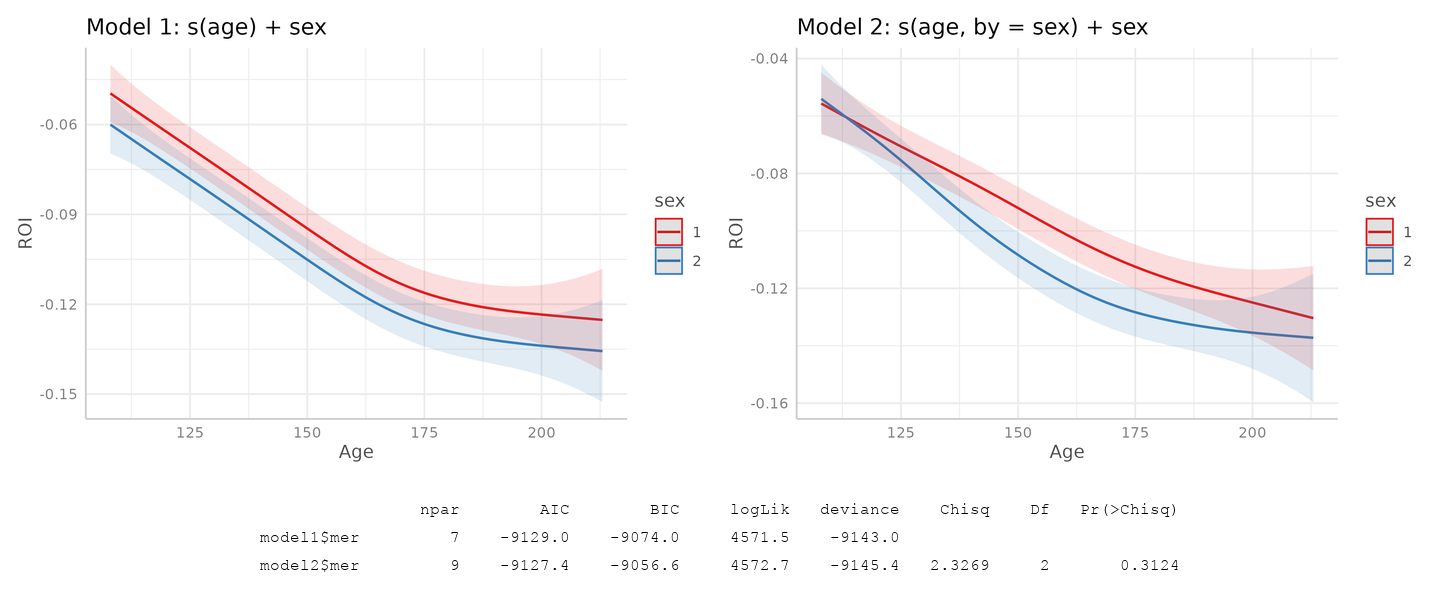 Model 1: s(age) + sex
-0.06
-0.09
-0.12
-0.15
ROI
125 150 175 200
Age
sex
1
2
Model 2: s(age, by = sex) + sex
-0.04
-0.08
-0.12
-0.16
ROI
125 150 175 200
Age
sex
1
2
npar AIC BIC logLik deviance Chisq Df Pr(>Chisq)
model1$mer 7 -9129.0 -9074.0 4571.5 -9143.0
model2$mer 9 -9127.4 -9056.6 4572.7 -9145.4 2.3269 2 0.3124